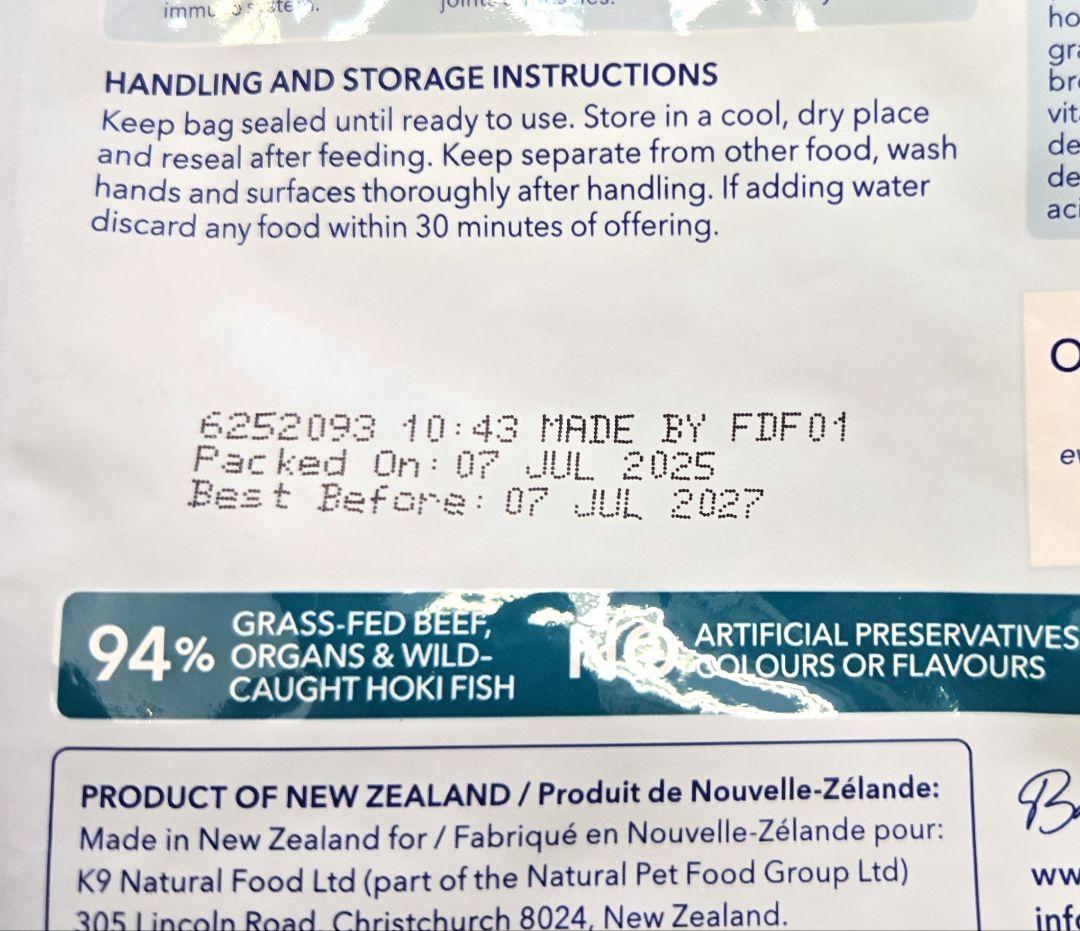 HANDLING AND STORAGE INSTRUCTIONS
Keep bag sealed until ready to use. Store in a cool, dry place
and reseal after feeding. Keep separate from other food, wash
hands and surfaces thoroughly after handling. If adding water
discard any food within 30 minutes of offering.
6252093 10:43 MADE BY FDF01
Packed On: 07 JUL 2025
Best Before: 07 JUL 2027
94% GRASS-FED BEEF,
ORGANS & WILD-
CAUGHT HOKI FISH
NO ARTIFICIAL PRESERVATIVES
COLOURS OR FLAVOURS
PRODUCT OF NEW ZEALAND / Produit de Nouvelle-Zélande:
Made in New Zealand for / Fabriqué en Nouvelle-Zélande pour:
K9 Natural Food Ltd (part of the Natural Pet Food Group Ltd)
305 Lincoln Road, Christchurch 8024, New Zealand.